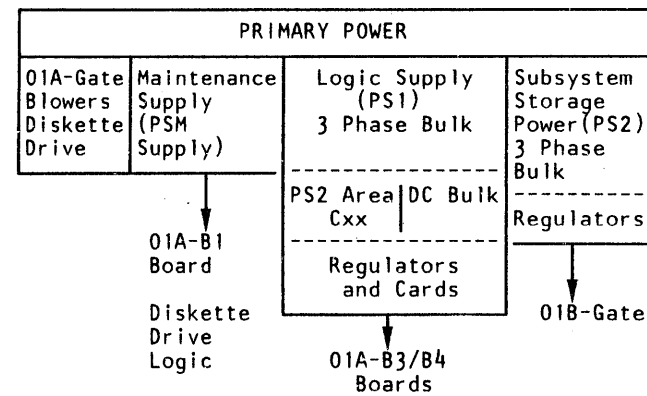 PRIMARY POWER
01A-Gate
Blowers
Diskette
Drive
Maintenance
Supply
(PSM
Supply)
Logic Supply
(PS1)
3 Phase Bulk
PS2 Area
Cxx
DC Bulk
Regulators
and Cards
Subsystem
Storage
Power(PS2)
3 Phase
Bulk
Regulators
01A-B1
Board
Diskette
Drive
Logic
01A-B3/B4
Boards
01B-Gate